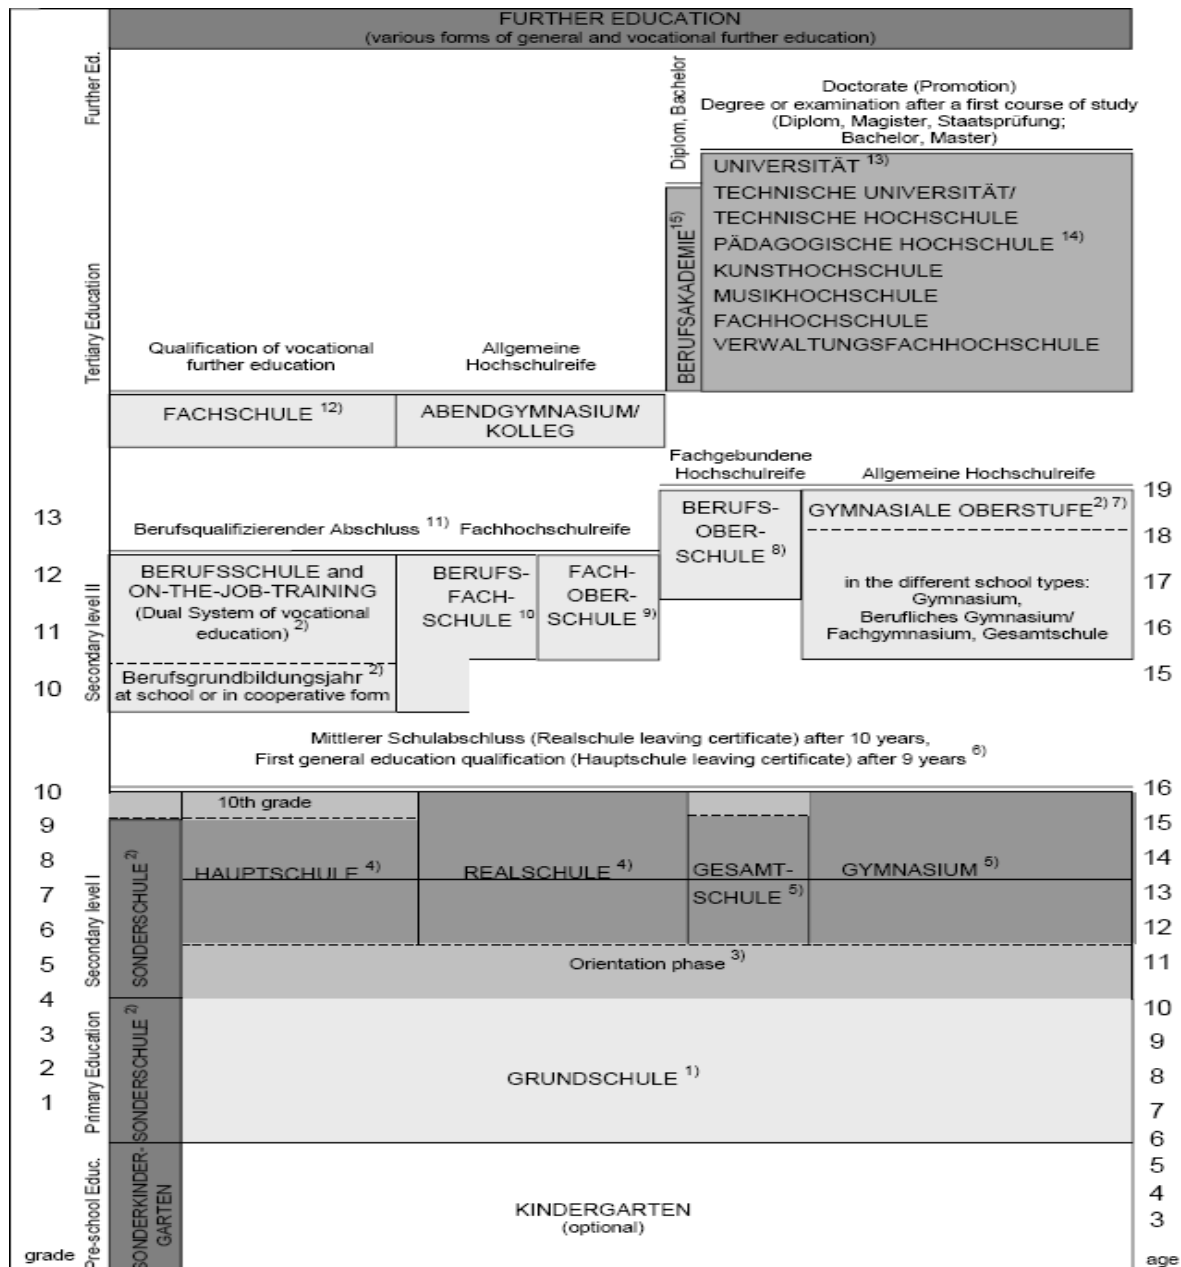 FURTHER EDUCATION
(various forms of general and vocational further education)
Further Ed.
Diplom, Bachelor
Doctorate (Promotion)
Degree or examination after a first course of study
(Diplom, Magister, Staatsprüfung;
Bachelor, Master)
Tertiary Education
BERUFSAKADEMIE 15)
UNIVERSITÄT 13)
TECHNISCHE UNIVERSITÄT/
TECHNISCHE HOCHSCHULE
PÄDAGOGISCHE HOCHSCHULE 14)
KUNSTHOCHSCHULE
MUSIKHOCHSCHULE
FACHHOCHSCHULE
VERWALTUNGSFACHHOCHSCHULE
Qualification of vocational
further education
Allgemeine
Hochschulreife
FACHSCHULE 12)
ABENDGYMNASIUM/
KOLLEG
Fachgebundene
Hochschulreife
Allgemeine Hochschulreife
13
12
11
10
Secondary level II
Berufsqualifizierender Abschluss 11)
Fachhochschulreife
BERUFSSCHULE and
ON-THE-JOB-TRAINING
(Dual System of vocational
education) 2)
Berufsgrundbildungsjahr 2)
at school or in cooperative form
BERUFS-
FACH-
SCHULE 10
FACH-
OBER-
SCHULE 9)
BERUFS-
OBER-
SCHULE 8)
GYMNASIALE OBERSTUFE 2) 7)
in the different school types:
Gymnasium,
Berufliches Gymnasium/
Fachgymnasium, Gesamtschule
19
18
17
16
15
Mittlerer Schulabschluss (Realschule leaving certificate) after 10 years,
First general education qualification (Hauptschule leaving certificate) after 9 years 6)
10
9
8
7
6
5
4
3
2
1
grade
Secondary level I
Primary Education
Pre-school Educ.
SONDERSCHULE 2)
SONDERSCHULE 2)
SONDERKINDER-
GARTEN
10th grade
HAUPTSCHULE 4)
REALSCHULE 4)
GESAMT-
SCHULE 5)
GYMNASIUM 5)
Orientation phase 3)
GRUNDSCHULE 1)
KINDERGARTEN
(optional)
16
15
14
13
12
11
10
9
8
7
6
5
4
3
age